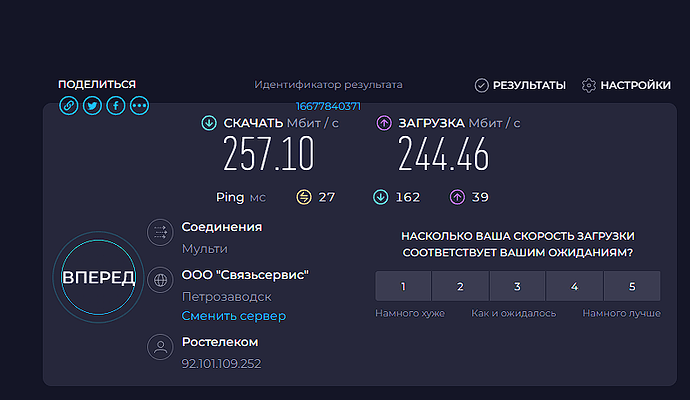 ПОДЕЛИТЬСЯ
Идентификатор результата
16677840371
РЕЗУЛЬТАТЫ
НАСТРОЙКИ
СКАЧАТЬ Мбит / с
257.10
ЗАГРУЗКА Мбит / с
244.46
Ping мс 27 162 39
ВПЕРЕД
Соединения
Мульти
ООО "Связьсервис"
Петрозаводск
Сменить сервер
Ростелеком
92.101.109.252
НАСКОЛЬКО ВАША СКОРОСТЬ ЗАГРУЗКИ
СООТВЕТСТВУЕТ ВАШИМ ОЖИДАНИЯМ?
1 2 3 4 5
Намного хуже Как и ожидалось Намного лучше